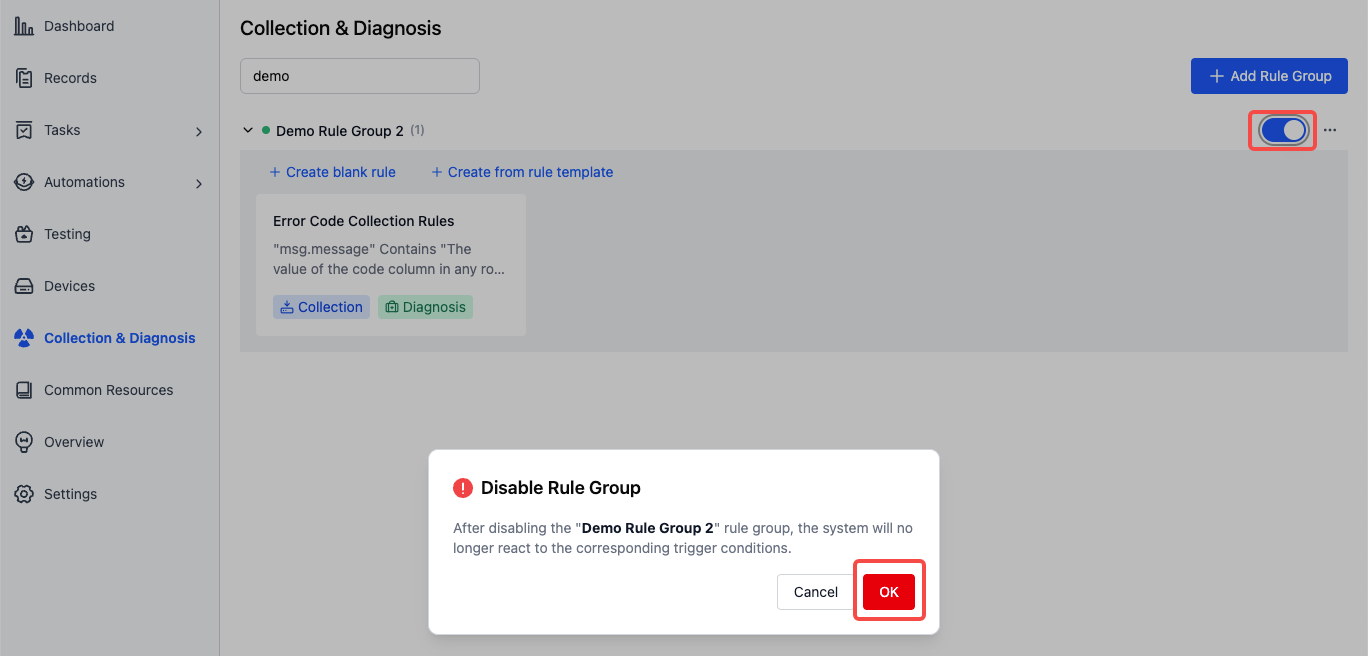 Dashboard
Records
Tasks
Automations
Testing
Devices
Collection & Diagnosis
Common Resources
Overview
Settings
Collection & Diagnosis
demo
+ Add Rule Group
Demo Rule Group 2 (1)
+ Create blank rule
+ Create from rule template
Error Code Collection Rules
"msg.message" Contains "The
value of the code column in any ro...
Collection
Diagnosis
Disable Rule Group
After disabling the "Demo Rule Group 2" rule group, the system will no
longer react to the corresponding trigger conditions.
Cancel
OK